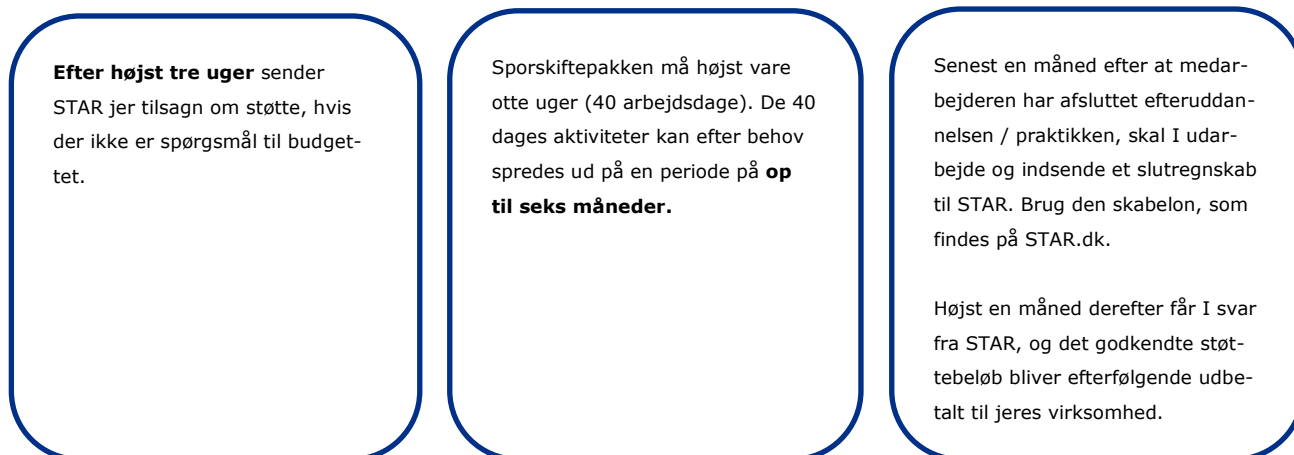 Efter højst tre uger sender
STAR jer tilsagn om støtte, hvis
der ikke er spørgsmål til budget-
tet.
Sporskiftepakken må højst vare
otte uger (40 arbejdsdage). De 40
dages aktiviteter kan efter behov
spredes ud på en periode på op
til seks måneder.
Senest en måned efter at medar-
bejderen har afsluttet efteruddan-
nelsen / praktikken, skal I udar-
bejde og indsende et slutregnskab
til STAR. Brug den skabelon, som
findes på STAR.dk.
Højst en måned derefter får I svar
fra STAR, og det godkendte støt-
tebeløb bliver efterfølgende udbe-
talt til jeres virksomhed.